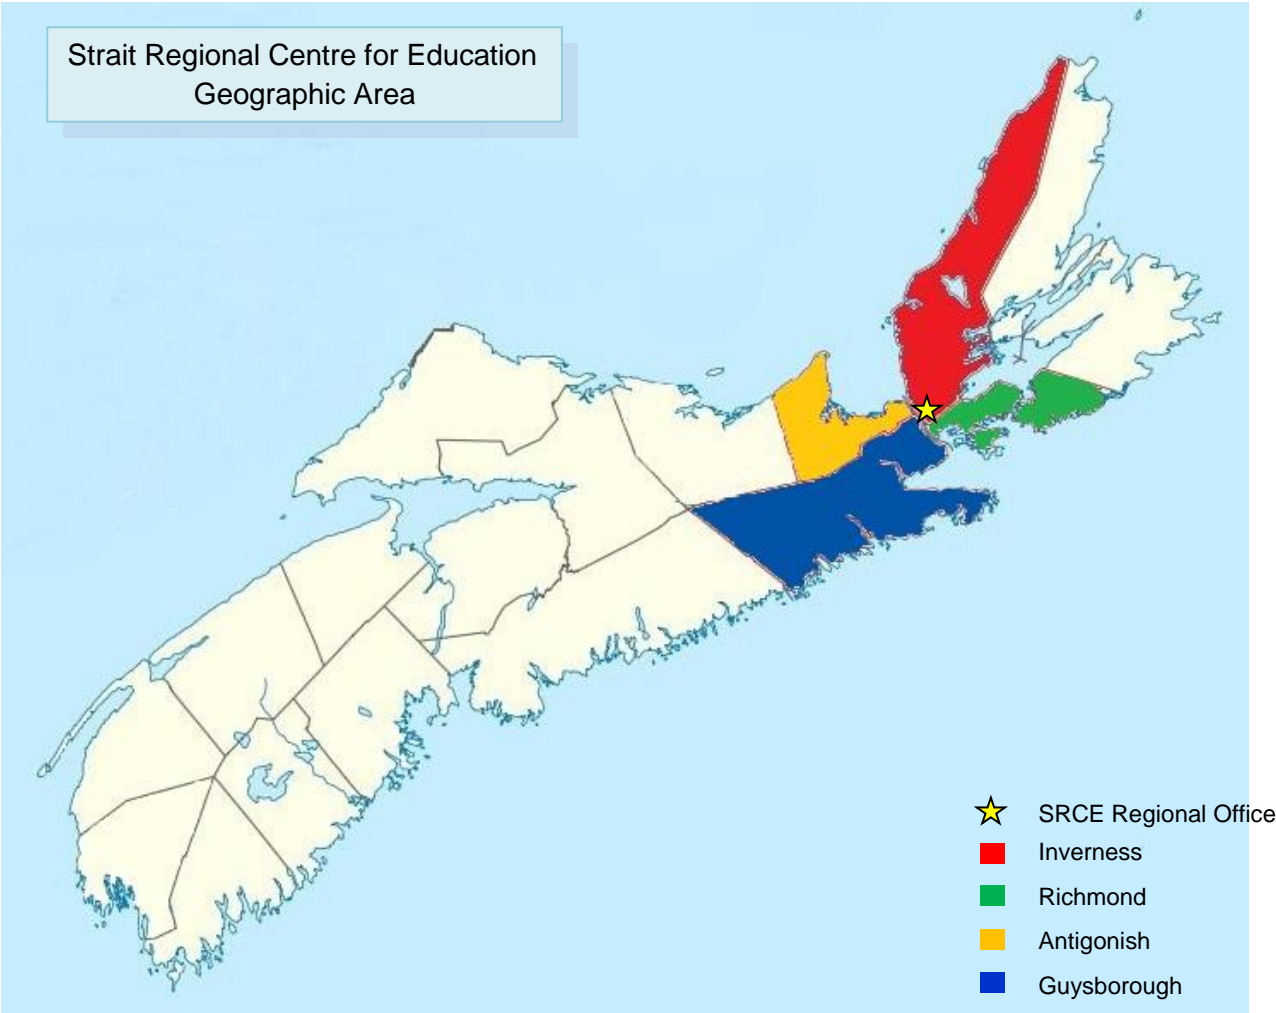 Strait Regional Centre for Education
Geographic Area
SRCE Regional Office
Inverness
Richmond
Antigonish
Guysborough